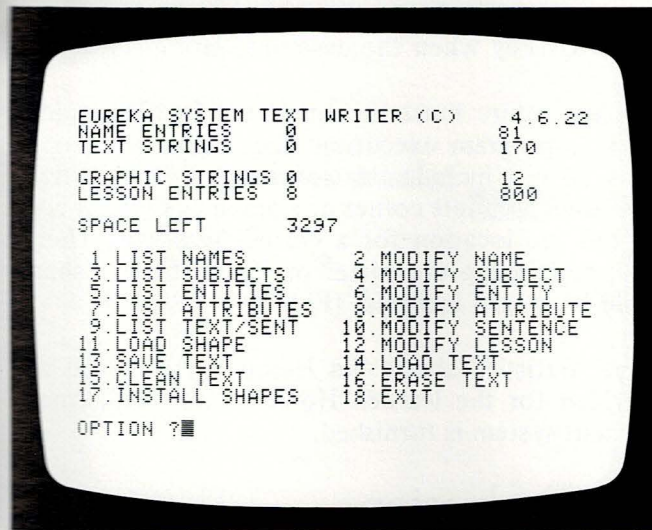 EUREKA SYSTEM TEXT WRITER (C) 4.6.22
NAME ENTRIES 0 81
TEXT STRINGS 0 170
GRAPHIC STRINGS 0 12
LESSON ENTRIES 8 800
SPACE LEFT 3297
1.LIST NAMES 2.MODIFY NAME
3.LIST SUBJECTS 4.MODIFY SUBJECT
5.LIST ENTITIES 6.MODIFY ENTITY
7.LIST ATTRIBUTES 8.MODIFY ATTRIBUTE
9.LIST TEXT/SENT 10.MODIFY SENTENCE
11.LOAD SHAPE 12.MODIFY LESSON
13.SAVE TEXT 14.LOAD TEXT
15.CLEAN TEXT 16.ERASE TEXT
17.INSTALL SHAPES 18.EXIT
OPTION ?